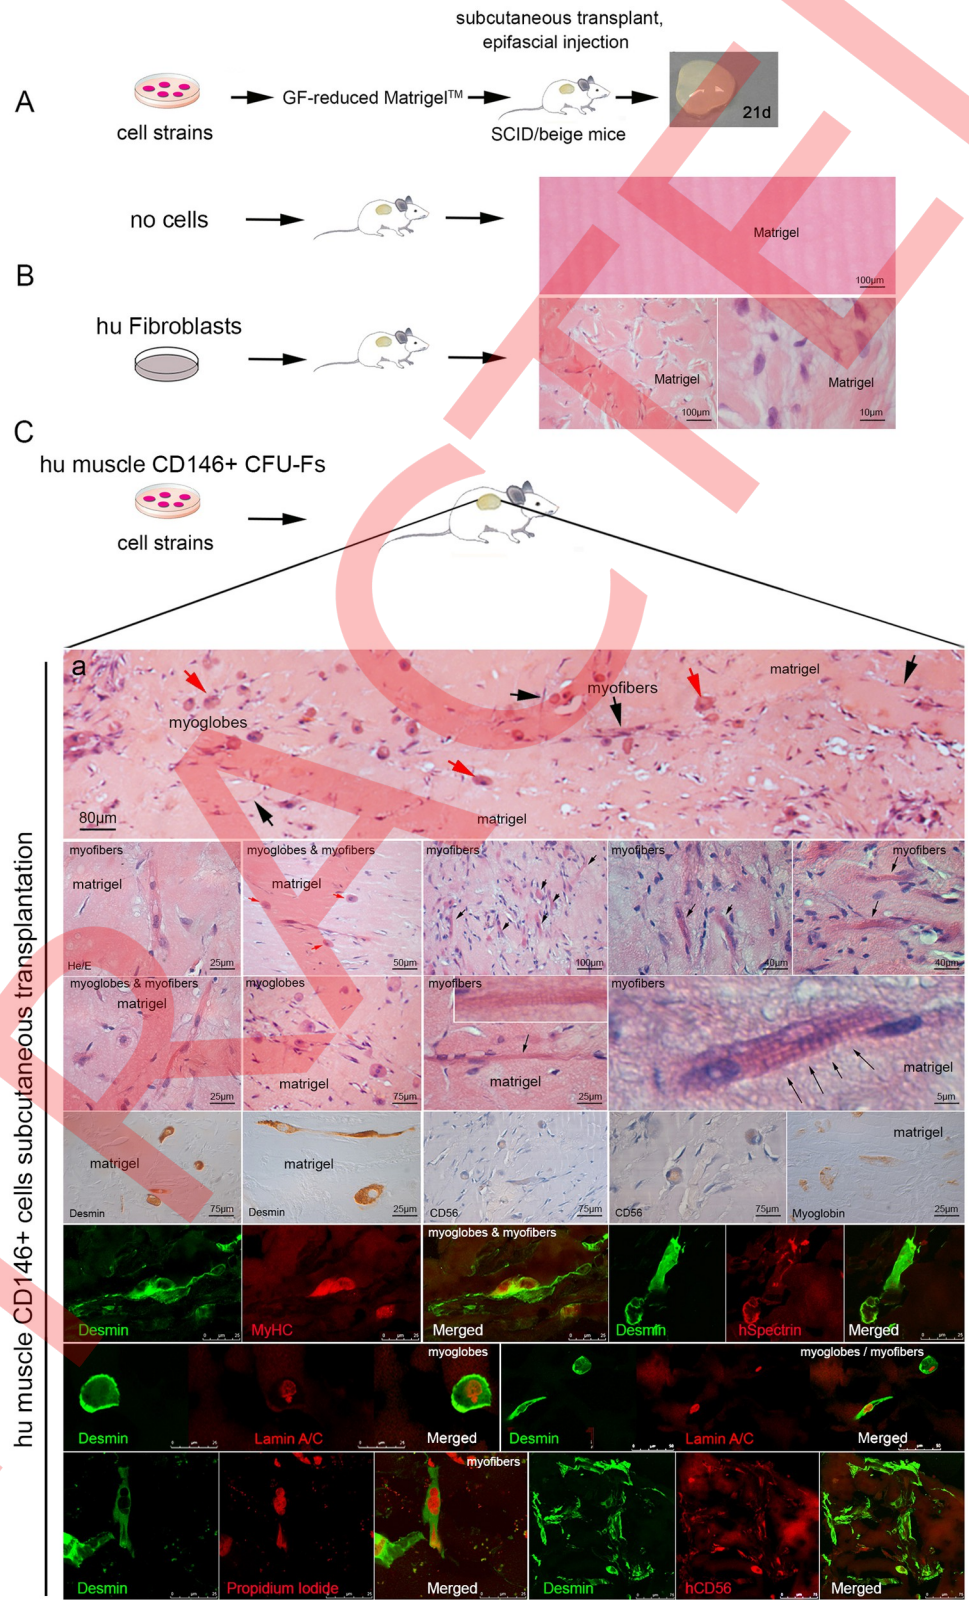 subcutaneous transplant,
epifascial injection
A
GF-reduced Matrigel™
21d
cell strains
SCID/beige mice
no cells
Matrigel
100µm
B
hu Fibroblasts
Matrigel
100µm
Matrigel
10µm
C
hu muscle CD146+ CFU-Fs
cell strains
hu muscle CD146+ cells subcutaneous transplantation
a
matrigel
myofibers
myoglobes
80µm
matrigel
myofibers
matrigel
He/E
25µm
myoglobes & myofibers
matrigel
50µm
myofibers
100µm
myofibers
40µm
myofibers
40µm
myoglobes & myofibers
matrigel
25µm
myoglobes
matrigel
75µm
myofibers
matrigel
25µm
myofibers
matrigel
5µm
matrigel
Desmin
75µm
matrigel
Desmin
25µm
CD56
75µm
CD56
75µm
matrigel
Myoglobin
25µm
Desmin
MyHC
myoglobes & myofibers
Merged
Desmin
hSpectrin
Merged
Desmin
Lamin A/C
myoglobes
Merged
Desmin
Lamin A/C
myoglobes / myofibers
Merged
Desmin
Propidium Iodide
myofibers
Merged
Desmin
hCD56
Merged
RETRACTED